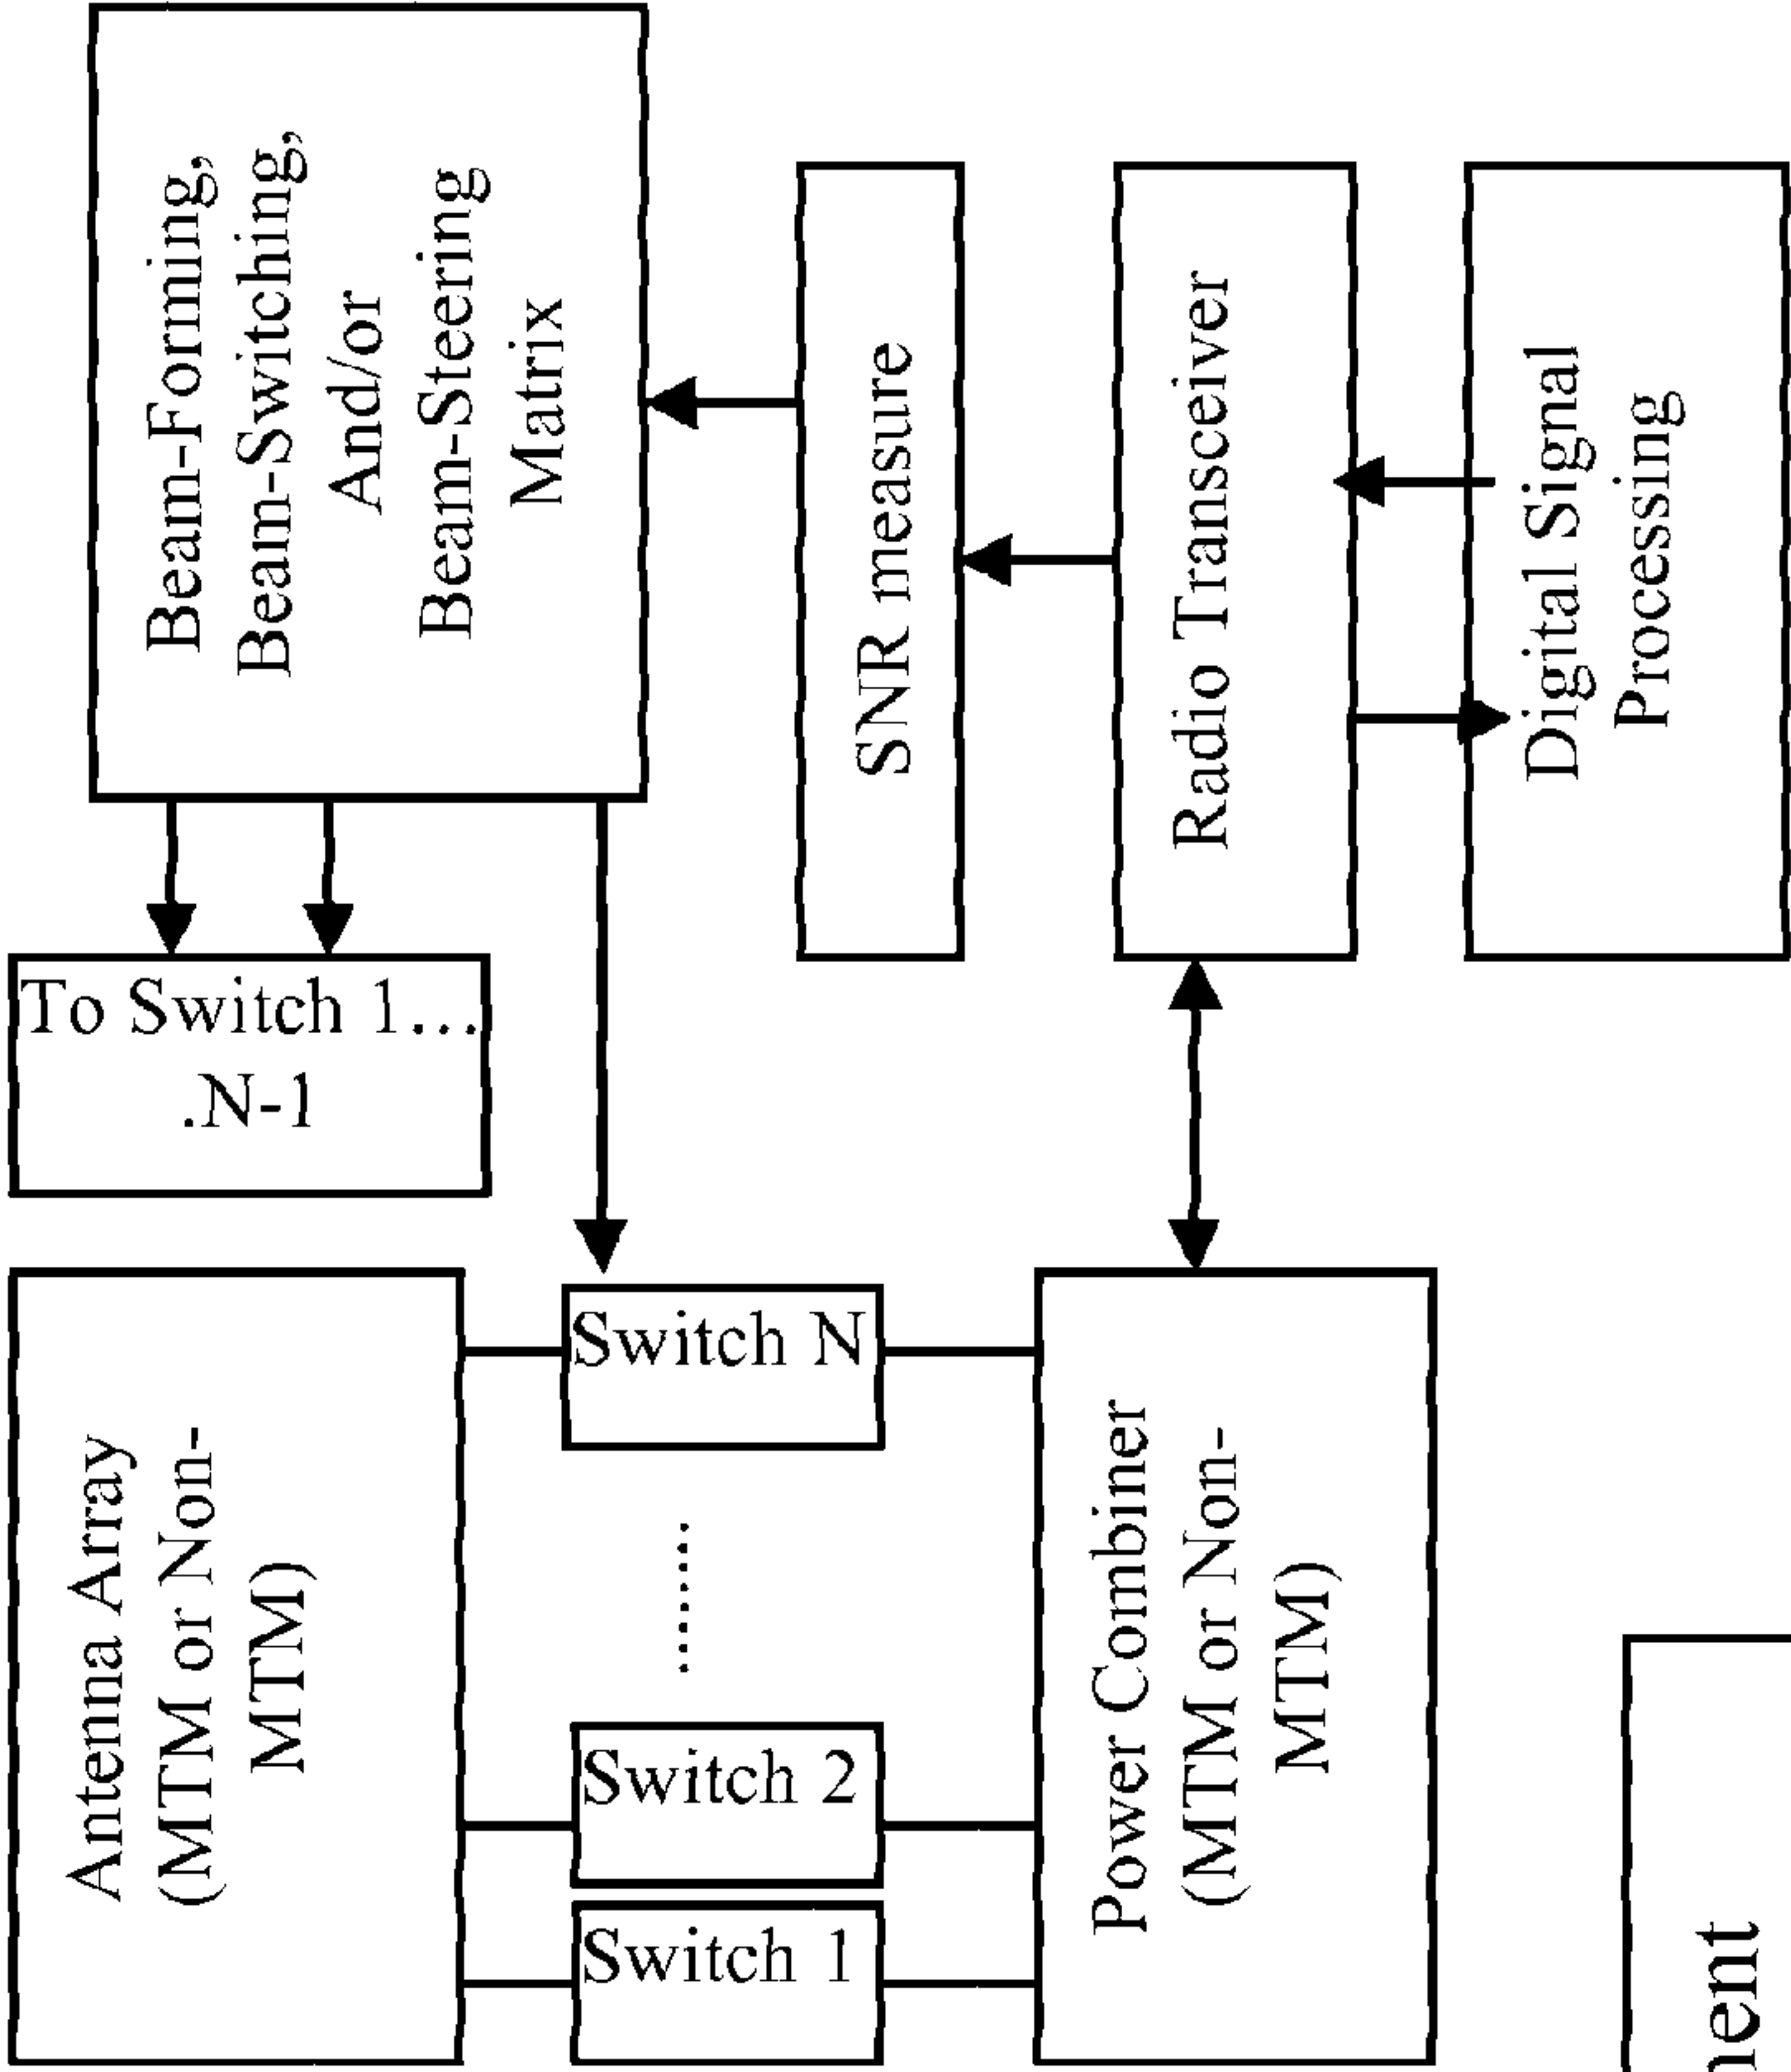 Beam-Forming,
Beam-Switching,
And/or
Beam-Steering
Matrix
SNR measure
Radio Transceiver
Digital Signal
Processing
To Switch 1...
.N-1
Antenna Array
(MTM or Non-
MTM)
Switch N
.......
Switch 2
Switch 1
Power Combiner
(MTM or Non-
MTM)